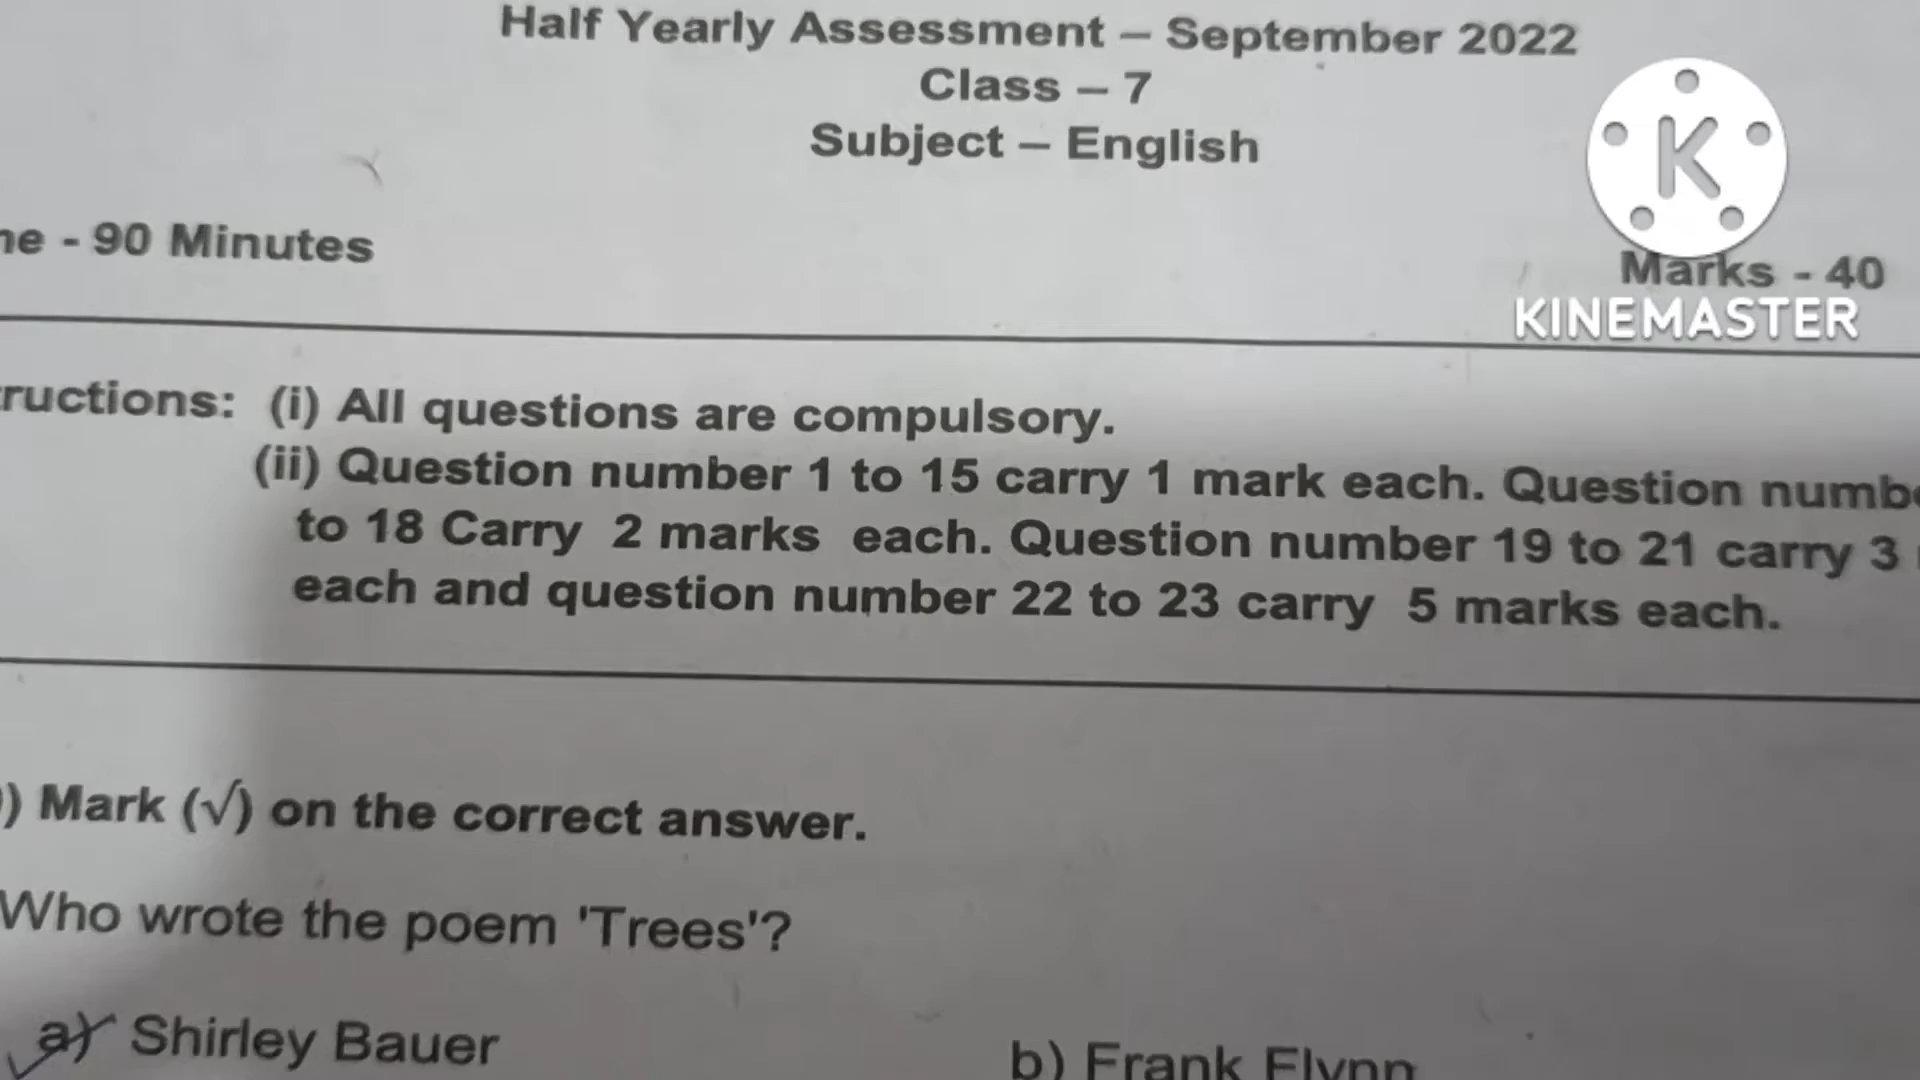 Half Yearly Assessment – September 2022
Class – 7
Subject – English
- 90 Minutes
Marks - 40
KINEMASTER
(i) All questions are compulsory.
(ii) Question number 1 to 15 carry 1 mark each. Question
to 18 Carry 2 marks each. Question number 19 to 21 carry 3
each and question number 22 to 23 carry 5 marks each.
) Mark (√) on the correct answer.
Who wrote the poem 'Trees'?
a) Shirley Bauer
b) Frank Flynn